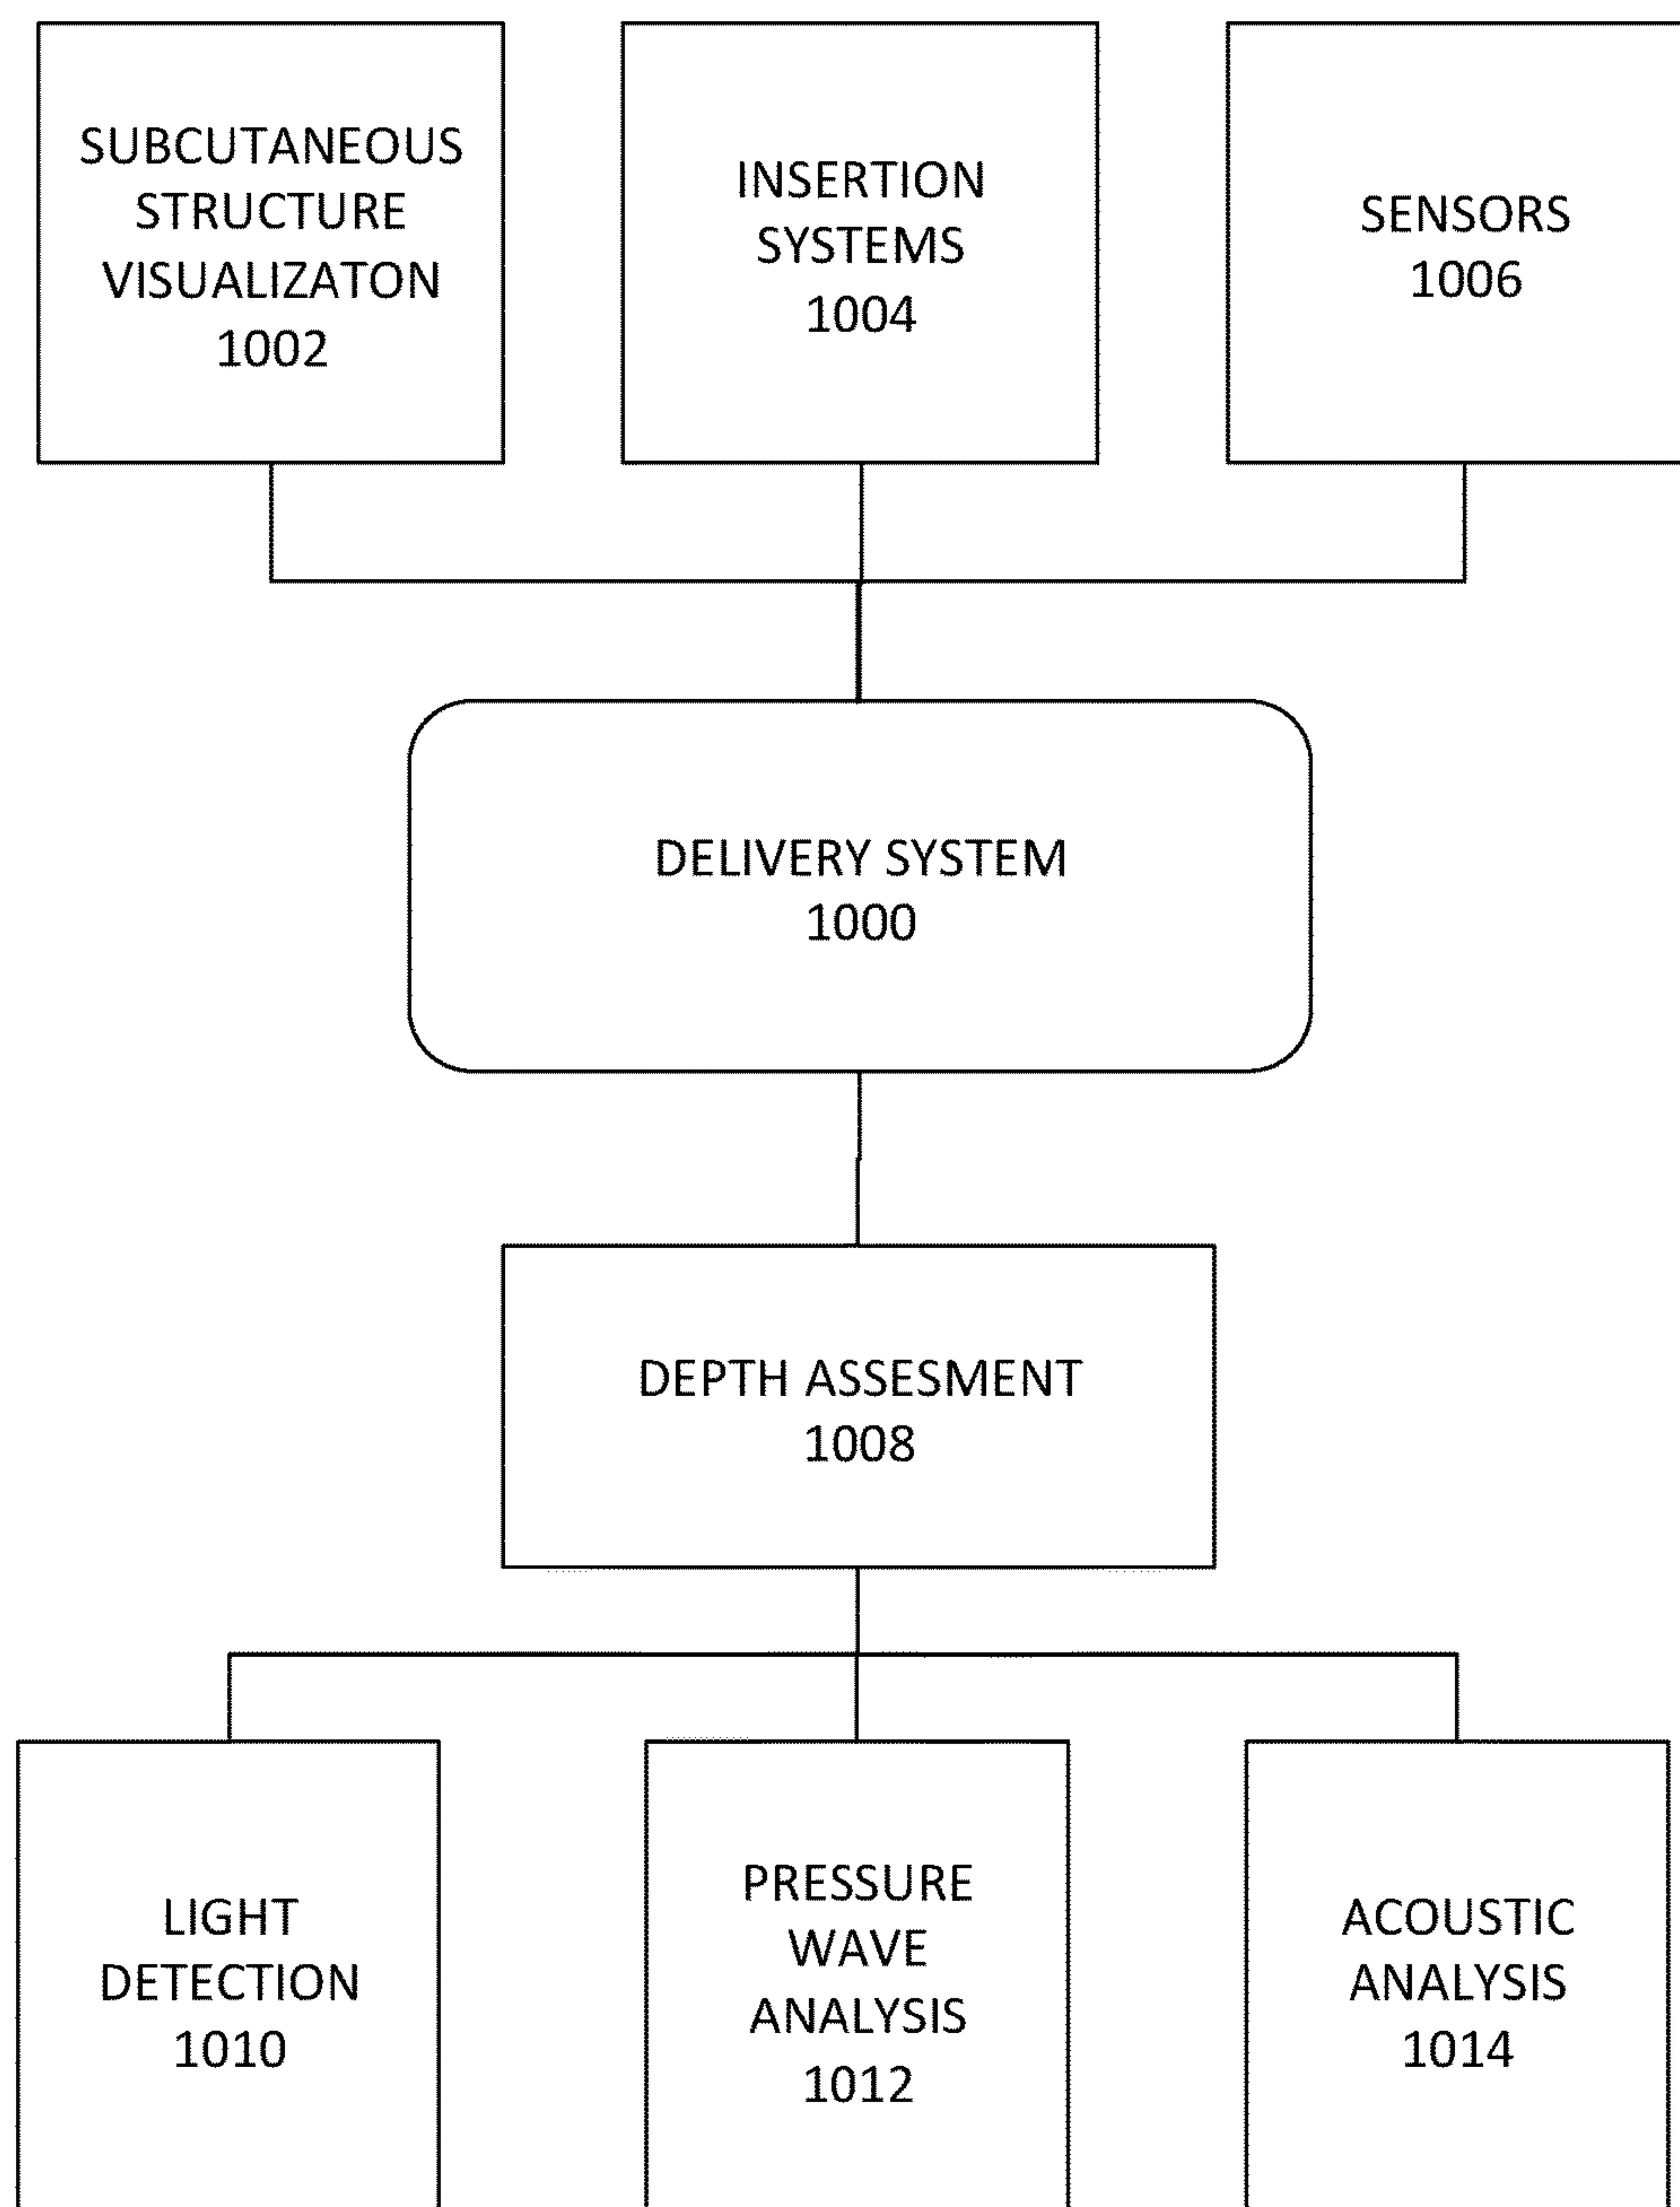 SUBCUTANEOUS
STRUCTURE
VISUALIZATON
1002
INSERTION
SYSTEMS
1004
SENSORS
1006
DELIVERY SYSTEM
1000
DEPTH ASSESMENT
1008
LIGHT
DETECTION
1010
PRESSURE
WAVE
ANALYSIS
1012
ACOUSTIC
ANALYSIS
1014